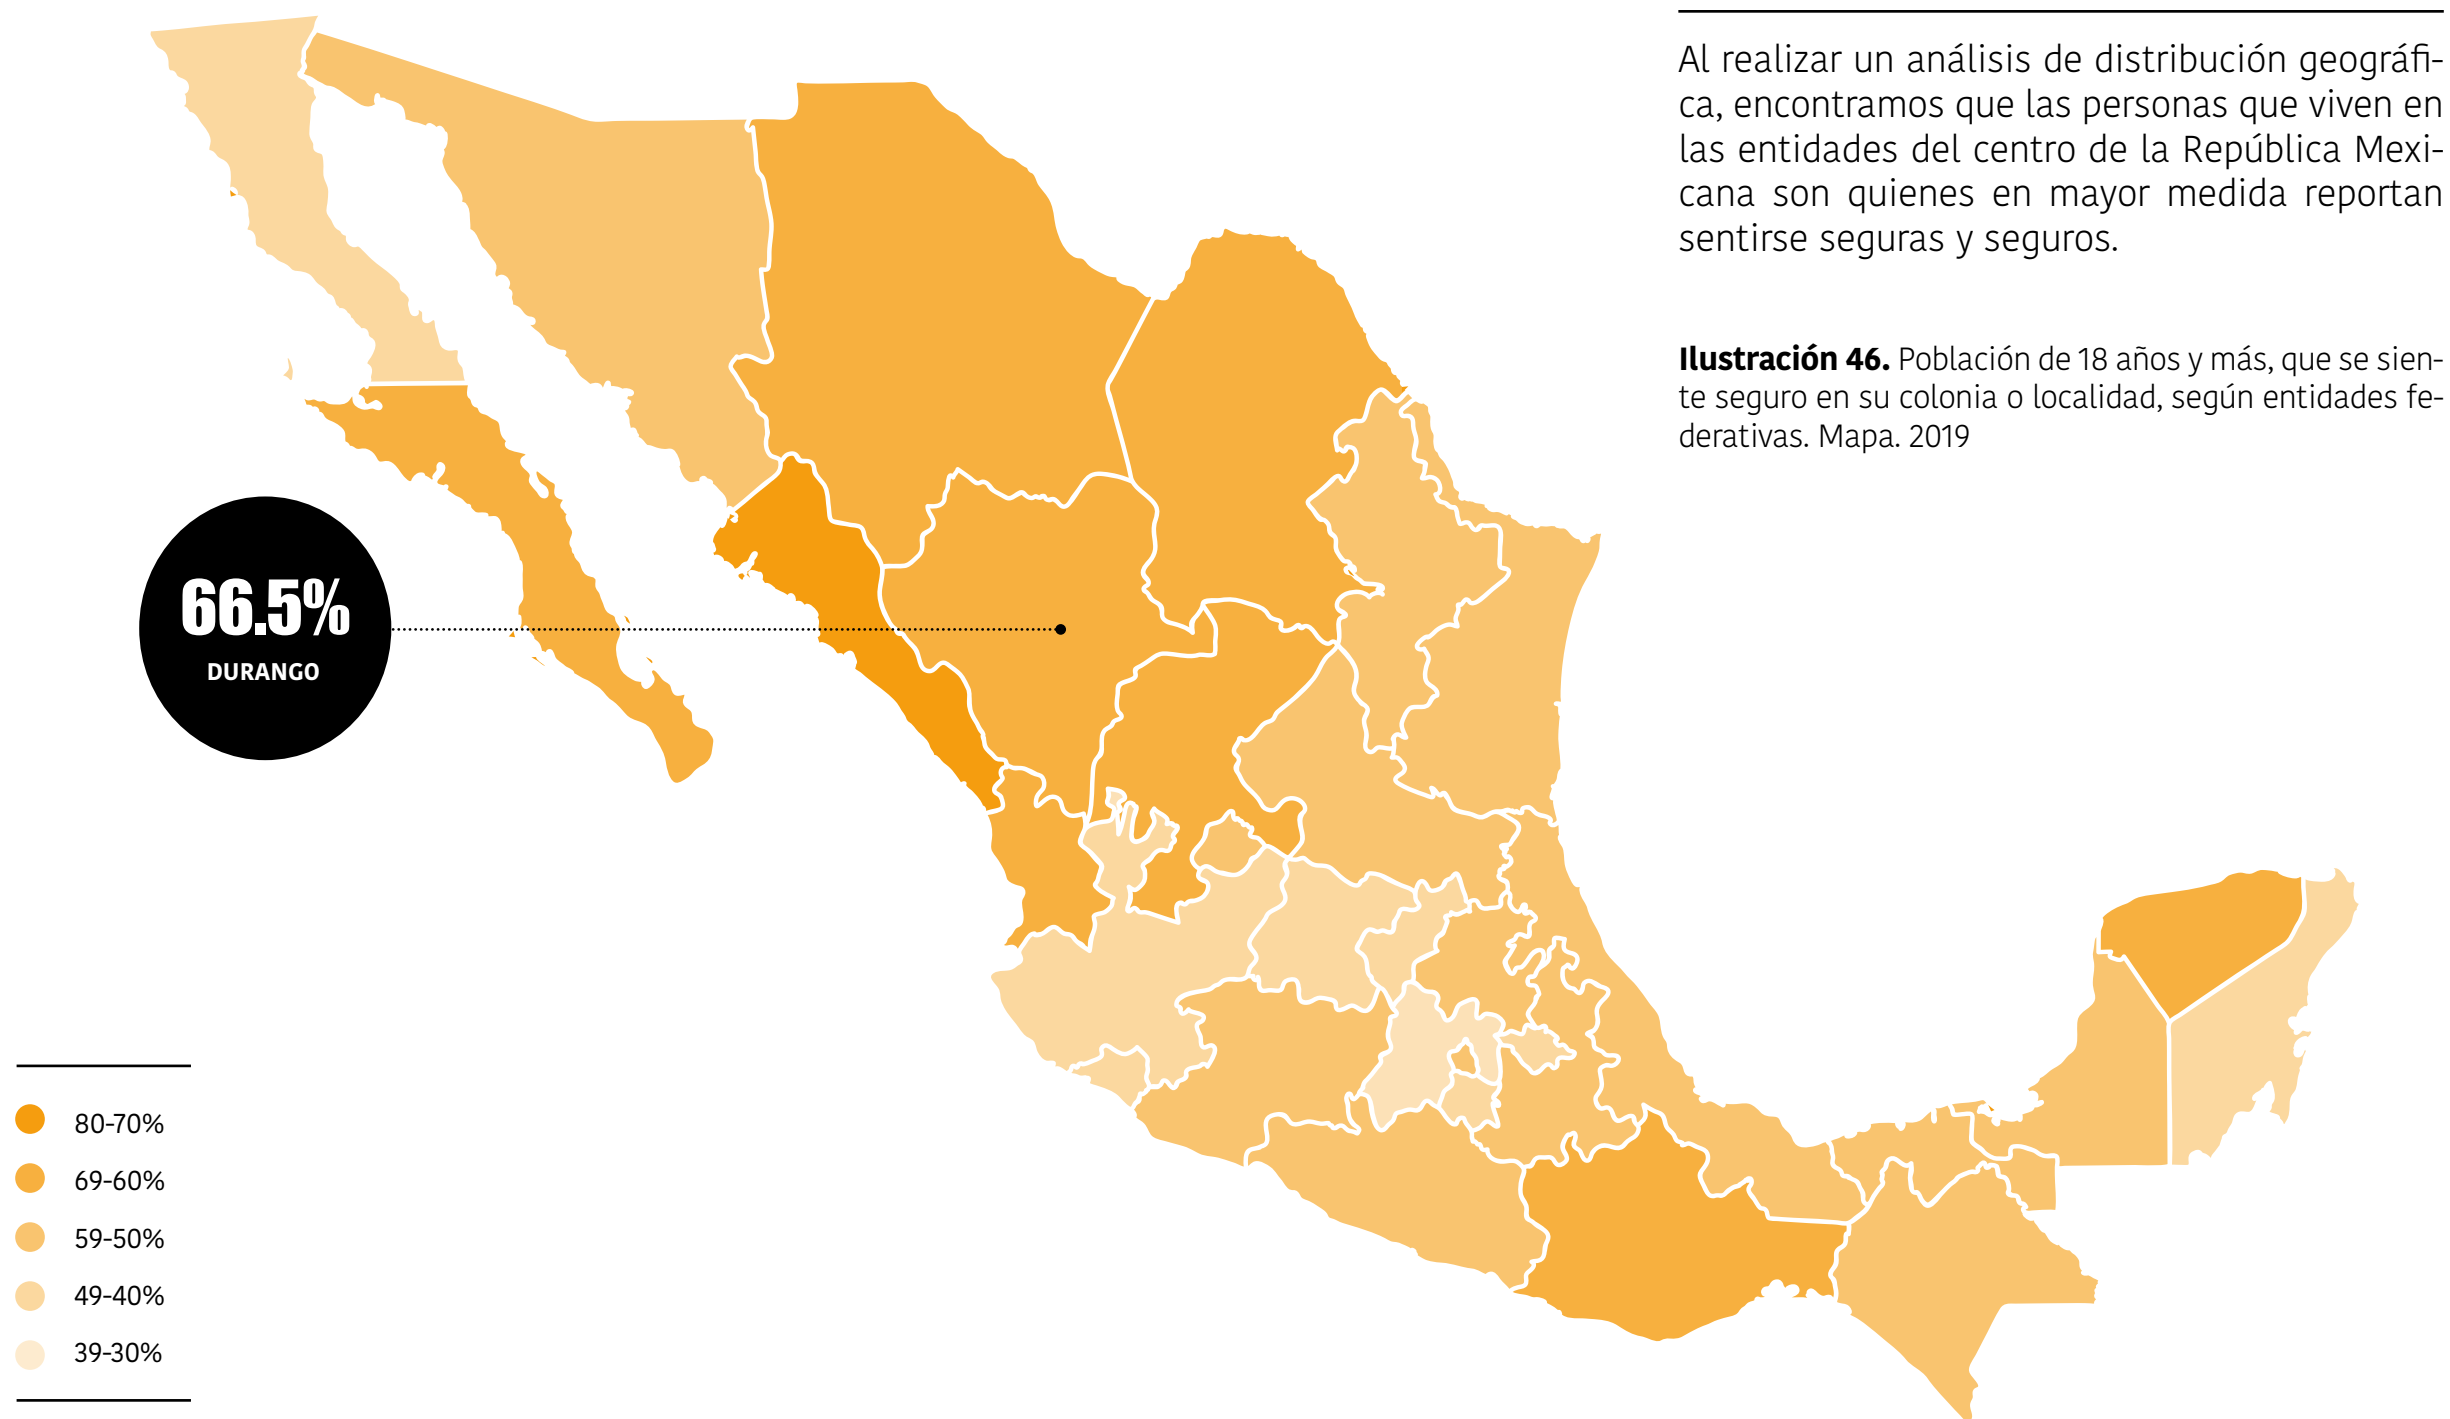 Al realizar un análisis de distribución geográfi-
ca, encontramos que las personas que viven en
las entidades del centro de la República Mexi-
cana son quienes en mayor medida reportan
sentirse seguras y seguros.
Ilustración 46. Población de 18 años y más, que se sien-
te seguro en su colonia o localidad, según entidades fe-
derativas. Mapa. 2019
66.5%
DURANGO
80-70%
69-60%
59-50%
49-40%
39-30%